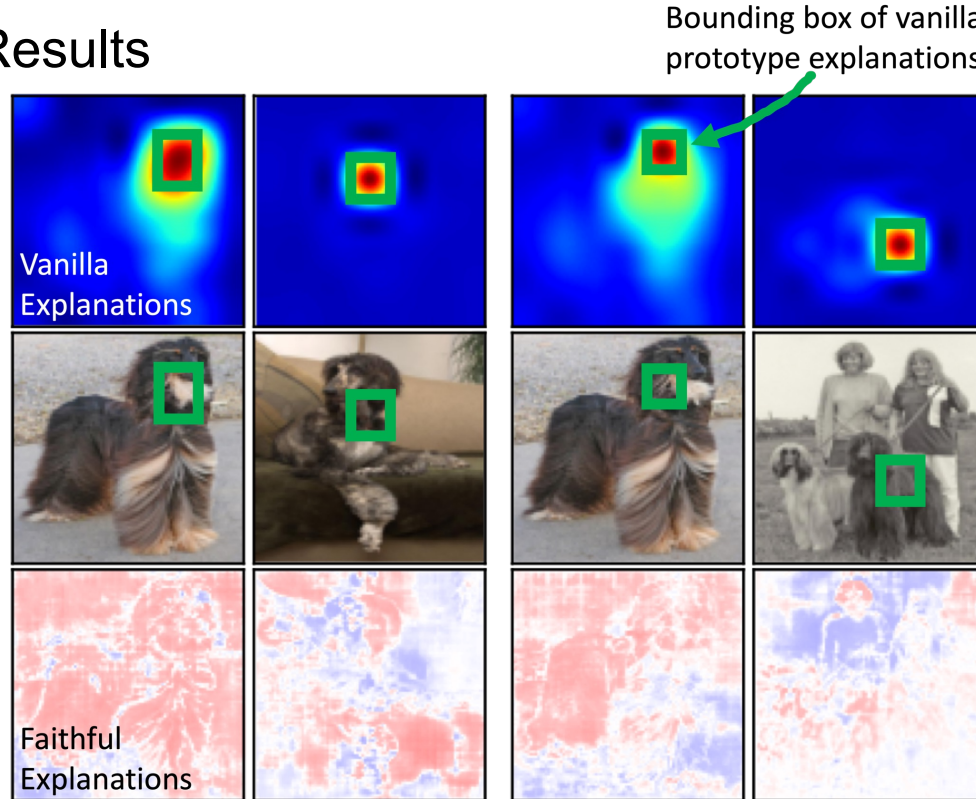 Results
Bounding box of vanilla
prototype explanations
Vanilla
Explanations
Faithful
Explanations